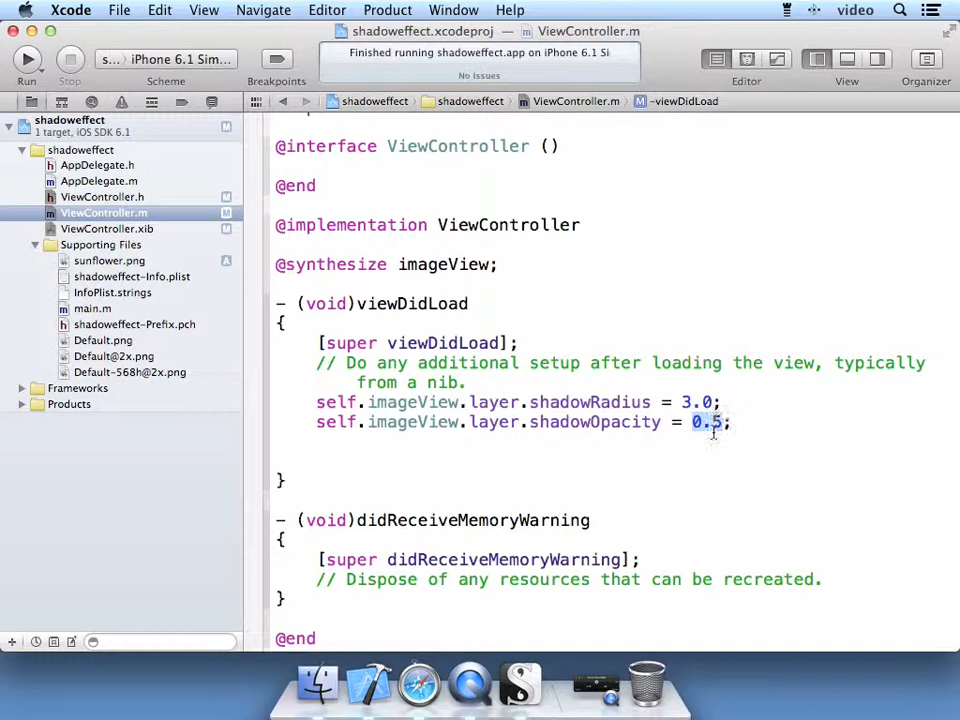 Xcode File Edit View Navigate Editor Product Window Help video
shadoweffect.xcodeproj — ViewController.m
s...〉 iPhone 6.1 Sim...
Finished running shadoweffect.app on iPhone 6.1 Si
No Issues
Run Stop Scheme Breakpoints Editor View Organizer
shadoweffect shadoweffect ViewController.m M -viewDidLoad
shadoweffect M
1 target, iOS SDK 6.1
shadoweffect
h AppDelegate.h
m AppDelegate.m
h ViewController.h M
m ViewController.m M
ViewController.xib M
Supporting Files
sunflower.png A
shadoweffect-Info.plist
InfoPlist.strings
m main.m
h shadoweffect-Prefix.pch
Default.png
Default@2x.png
Default-568h@2x.png
Frameworks
Products
@interface ViewController ()
@end
@implementation ViewController
@synthesize imageView;
- (void)viewDidLoad
{
[super viewDidLoad];
// Do any additional setup after loading the view, typically
from a nib.
self.imageView.layer.shadowRadius = 3.0;
self.imageView.layer.shadowOpacity = 0.5;
}
- (void)didReceiveMemoryWarning
{
[super didReceiveMemoryWarning];
// Dispose of any resources that can be recreated.
}
@end